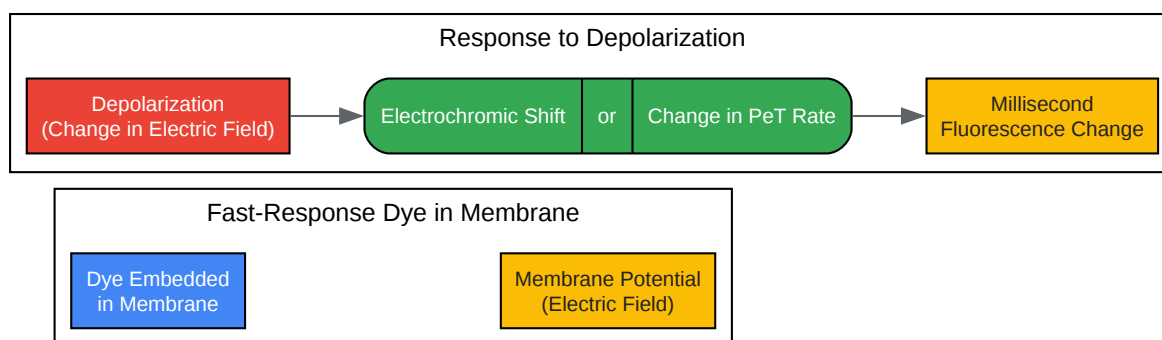 Response to Depolarization
Depolarization
(Change in Electric Field)
Electrochromic Shift
or
Change in PeT Rate
Millisecond
Fluorescence Change
Fast-Response Dye in Membrane
Dye Embedded
in Membrane
Membrane Potential
(Electric Field)